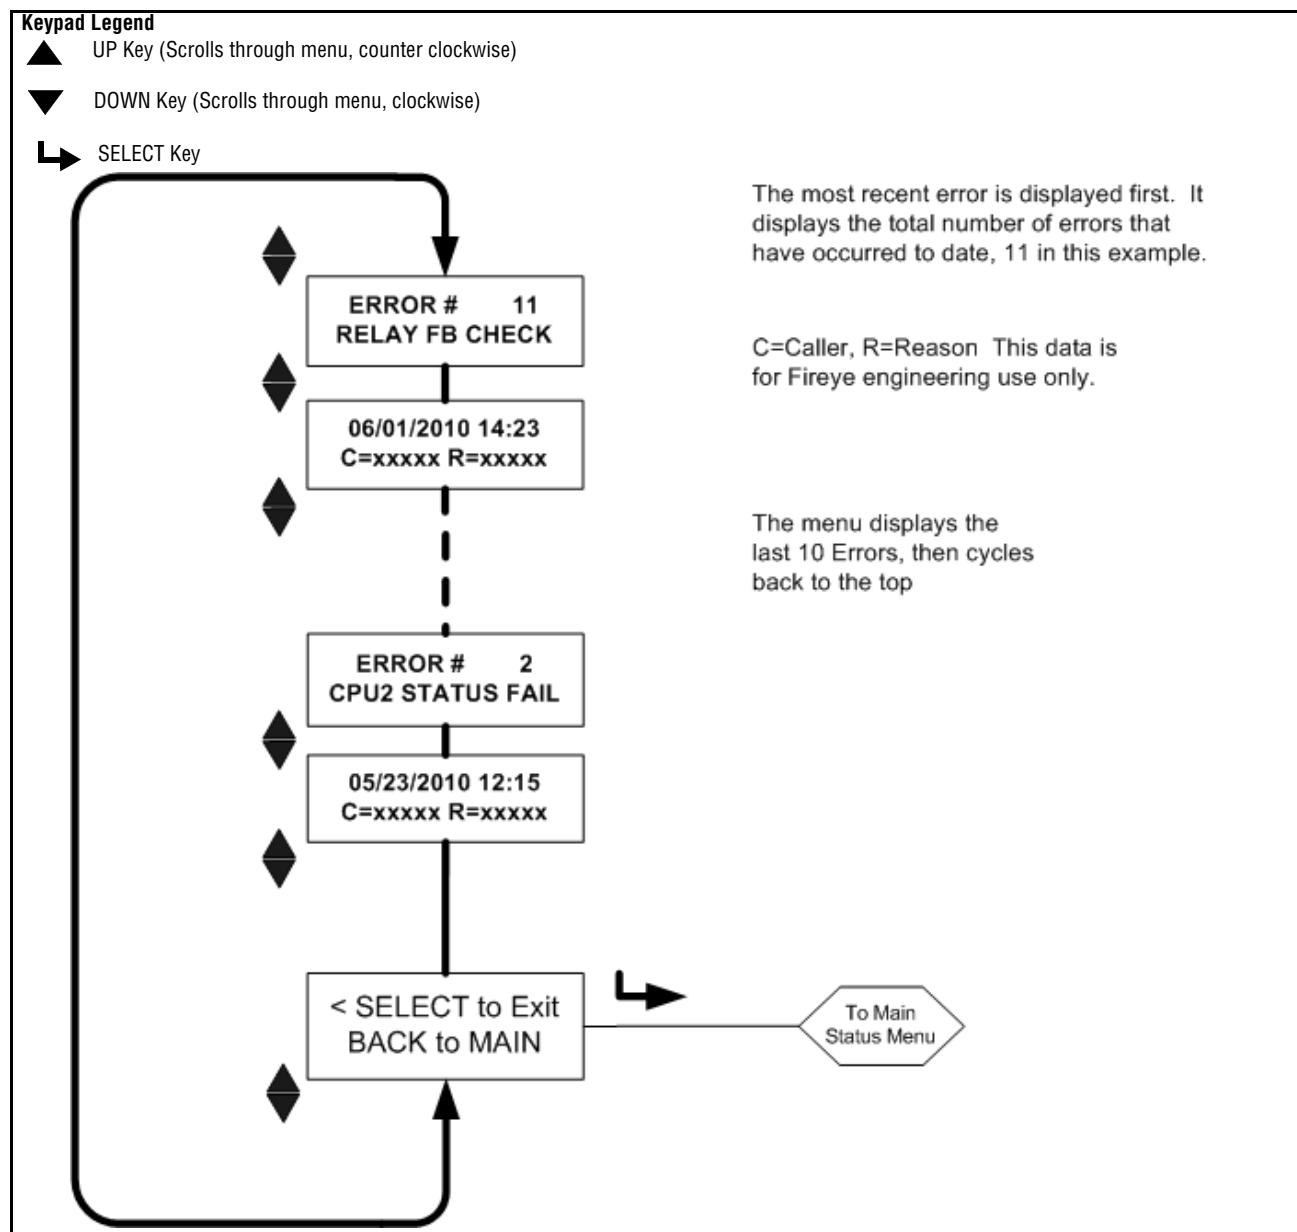 Keypad Legend
UP Key (Scrolls through menu, counter clockwise)
DOWN Key (Scrolls through menu, clockwise)
SELECT Key
The most recent error is displayed first. It
displays the total number of errors that
have occurred to date, 11 in this example.
ERROR # 11
RELAY FB CHECK
C=Caller, R=Reason This data is
for Fireye engineering use only.
06/01/2010 14:23
C=xxxxx R=xxxxx
The menu displays the
last 10 Errors, then cycles
back to the top
ERROR # 2
CPU2 STATUS FAIL
05/23/2010 12:15
C=xxxxx R=xxxxx
< SELECT to Exit
BACK to MAIN
To Main
Status Menu